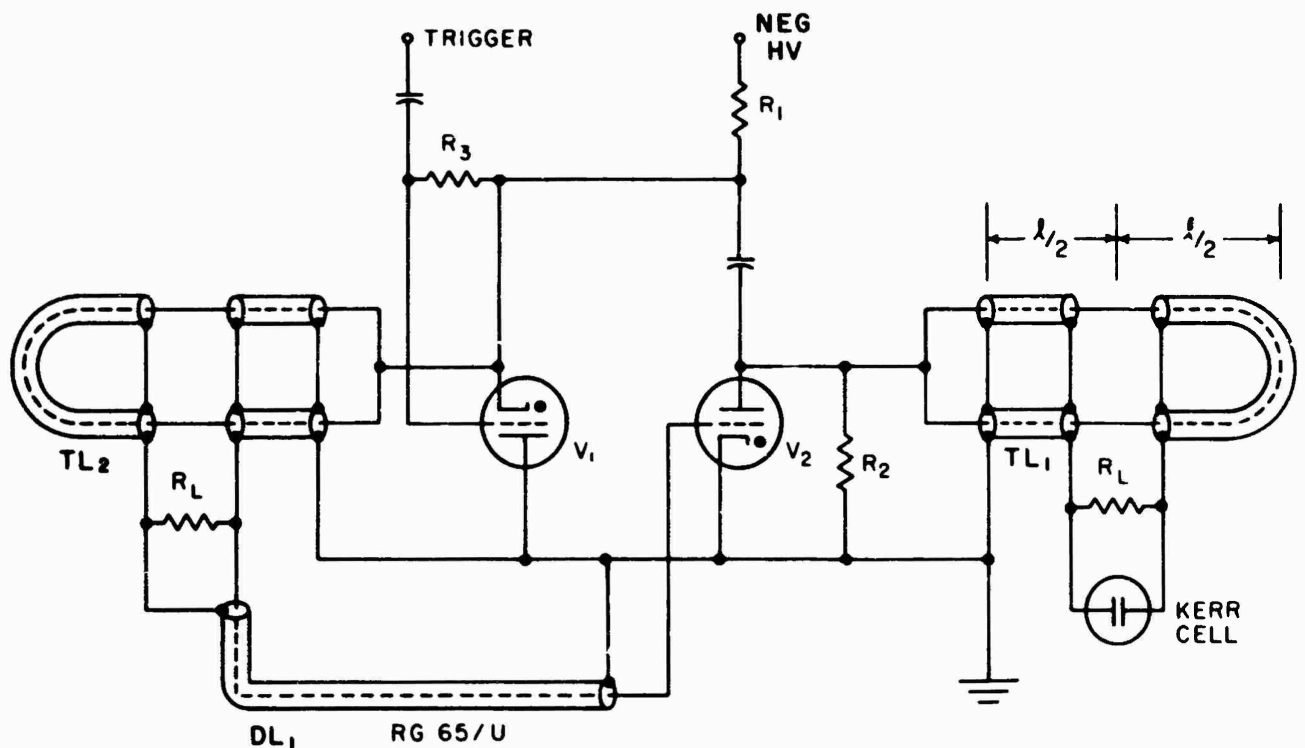 TRIGGER
NEG
HV
R1
R3
l/2
l/2
TL2
V1
V2
R2
TL1
RL
RL
KERR
CELL
DL1
RG 65/U